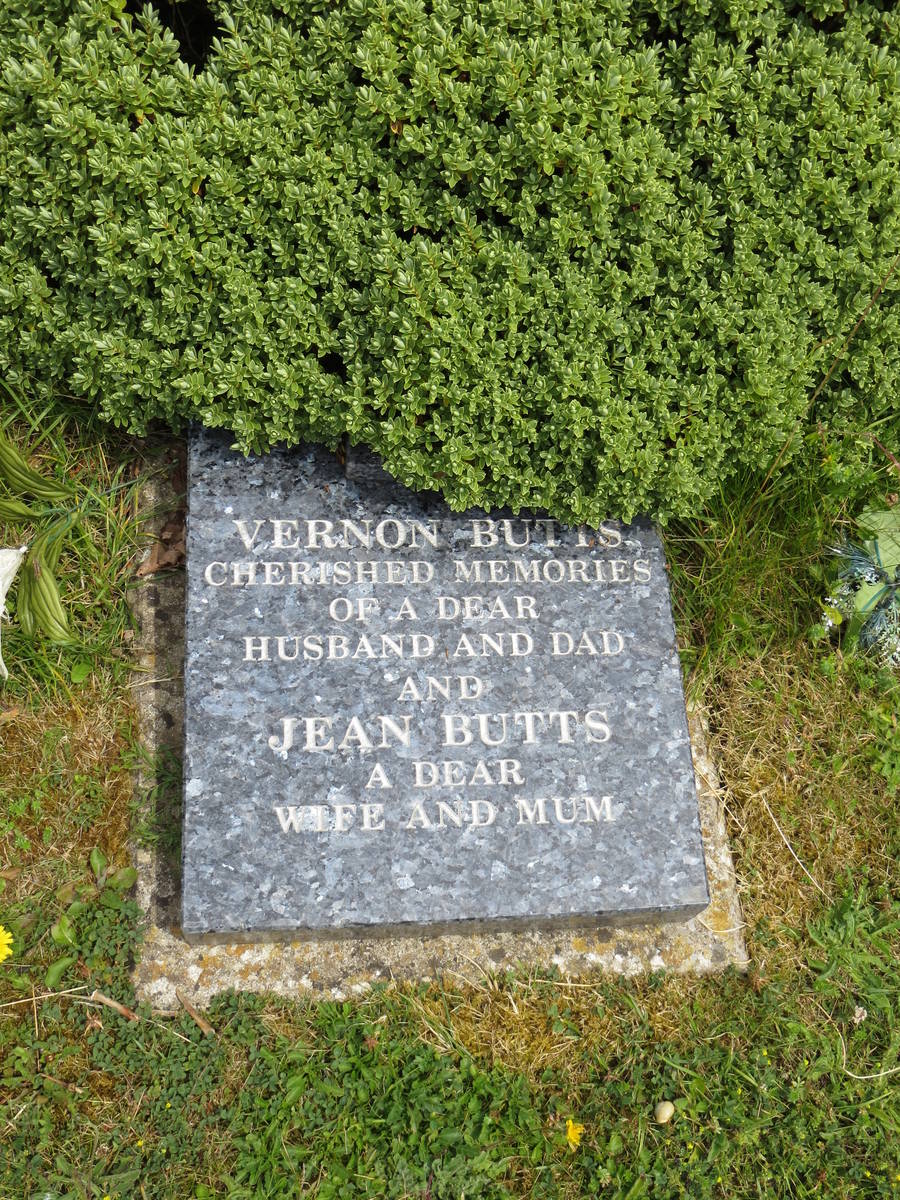 VERNON BUTTS
CHERISHED MEMORIES
OF A DEAR
HUSBAND AND DAD
AND
JEAN BUTTS
A DEAR
WIFE AND MUM